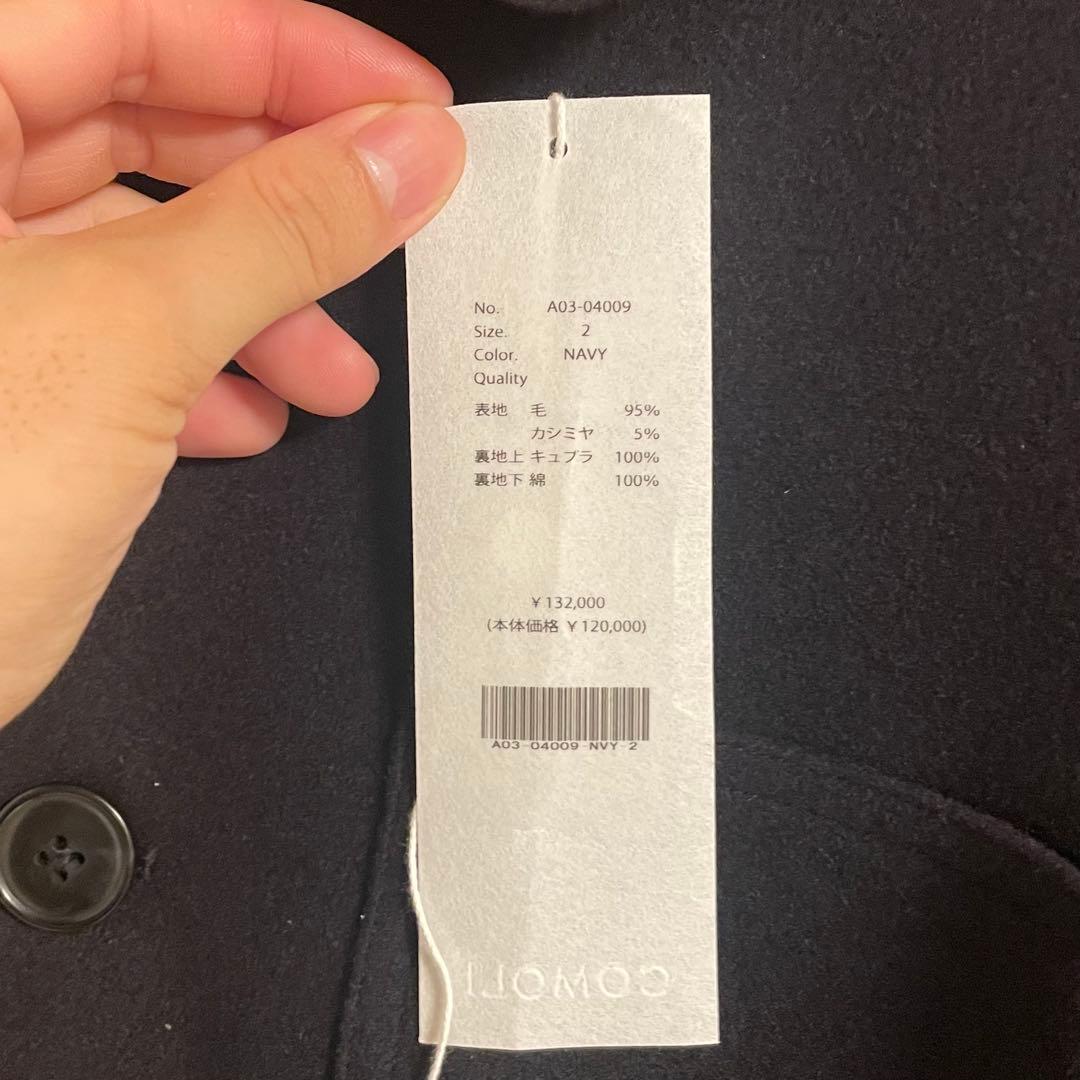 No. A03-04009
Size. 2
Color. NAVY
Quality
表地 毛 95%
カシミヤ 5%
裏地上 キュプラ 100%
裏地下 綿 100%
¥132,000
(本体価格 ¥120,000)
A03-04009-NVY-2
COMOLI